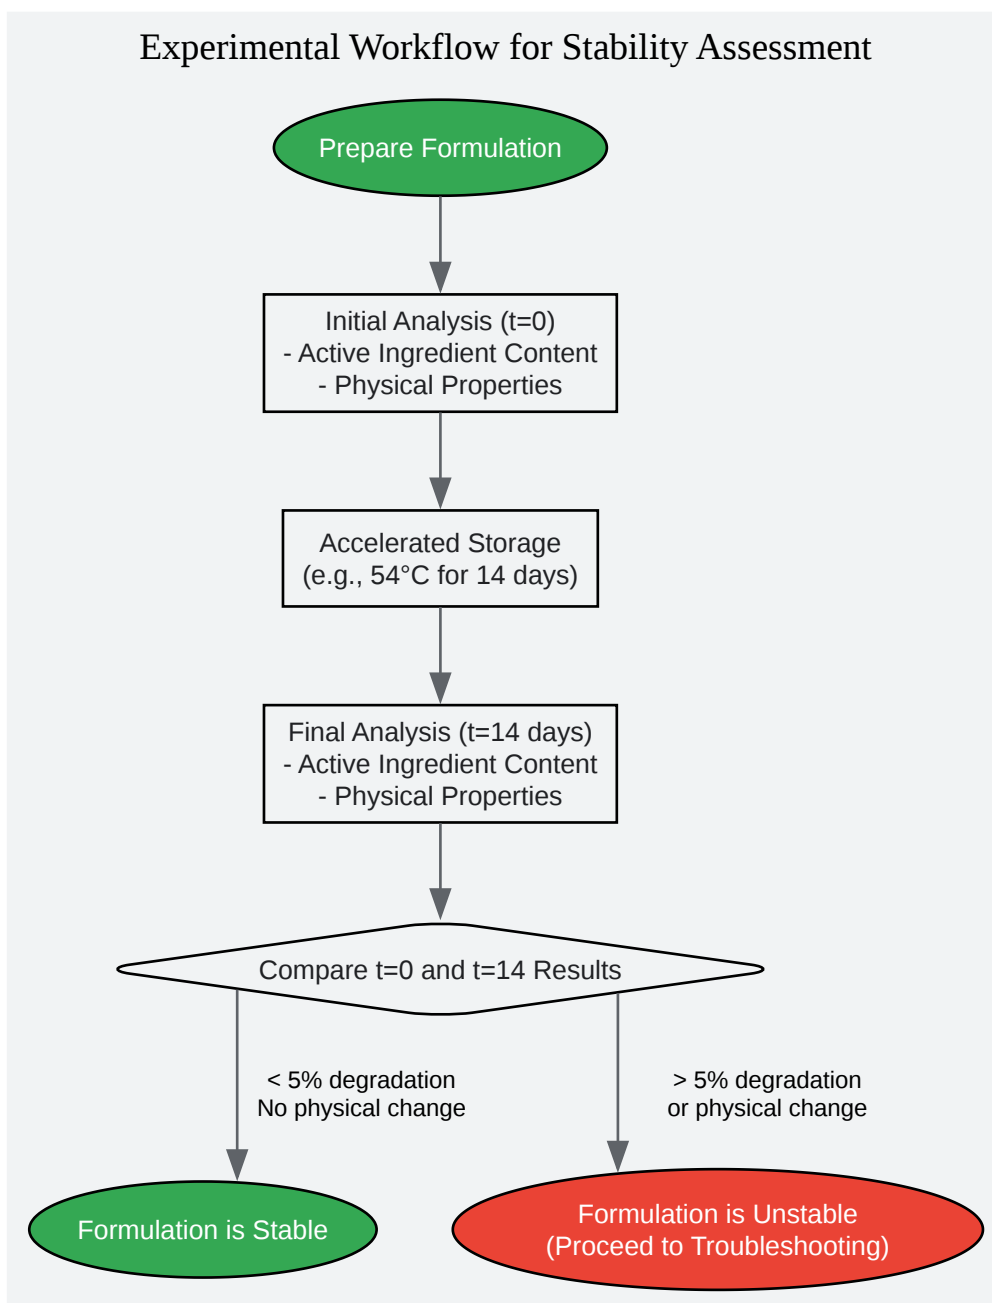 Experimental Workflow for Stability Assessment
Prepare Formulation
Initial Analysis (t=0)
- Active Ingredient Content
- Physical Properties
Accelerated Storage
(e.g., 54°C for 14 days)
Final Analysis (t=14 days)
- Active Ingredient Content
- Physical Properties
Compare t=0 and t=14 Results
< 5% degradation
No physical change
> 5% degradation
or physical change
Formulation is Stable
Formulation is Unstable
(Proceed to Troubleshooting)